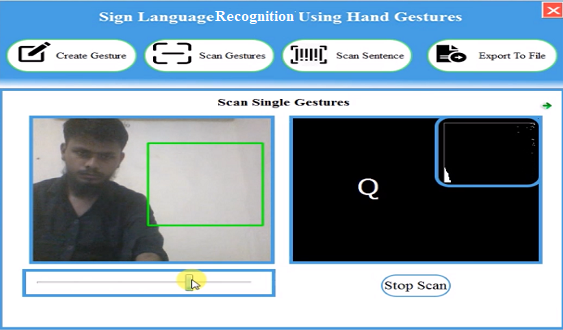 Sign LanguageRecognition Using Hand Gestures
Create Gesture
Scan Gestures
Scan Sentence
Export To File
Scan Single Gestures
Q
Stop Scan